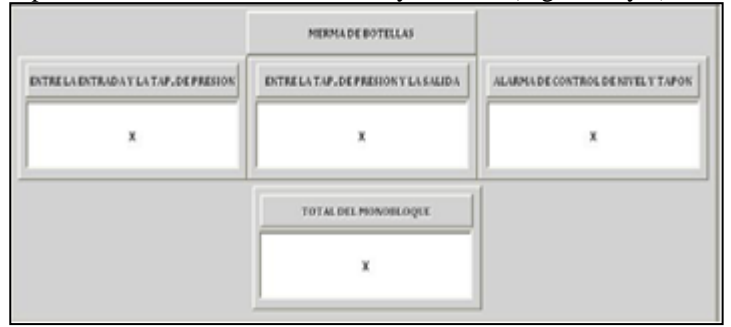 MERMA DE BOTELLAS
ENTRE LA ENTRADA Y LA TAP. DE PRESION
ENTRE LA TAP. DE PRESION Y LA SALIDA
ALARMA DE CONTROL DE NIVEL Y TAPON
X
X
X
TOTAL DEL MONOBLOQUE
X